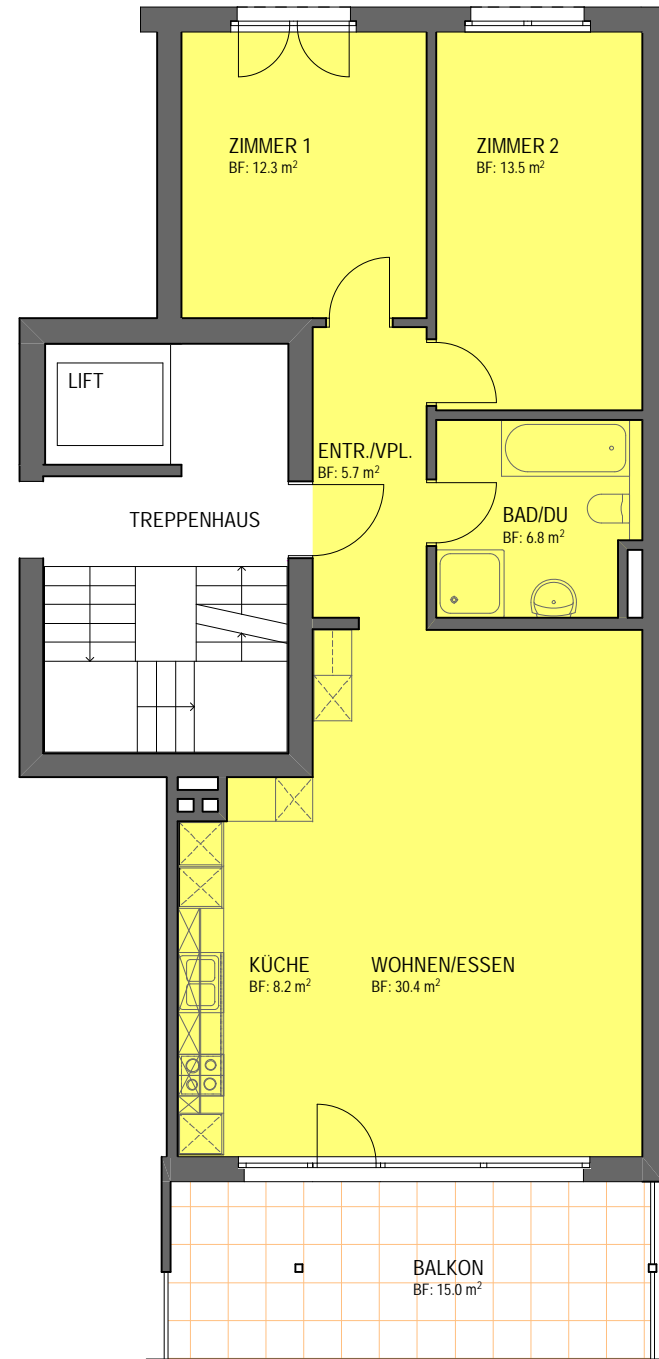 ZIMMER 1
BF: 12.3 m²
ZIMMER 2
BF: 13.5 m²
LIFT
ENTR./VPL.
BF: 5.7 m²
TREPPENHAUS
BAD/DU
BF: 6.8 m²
KÜCHE
BF: 8.2 m²
WOHNEN/ESSEN
BF: 30.4 m²
BALKON
BF: 15.0 m²